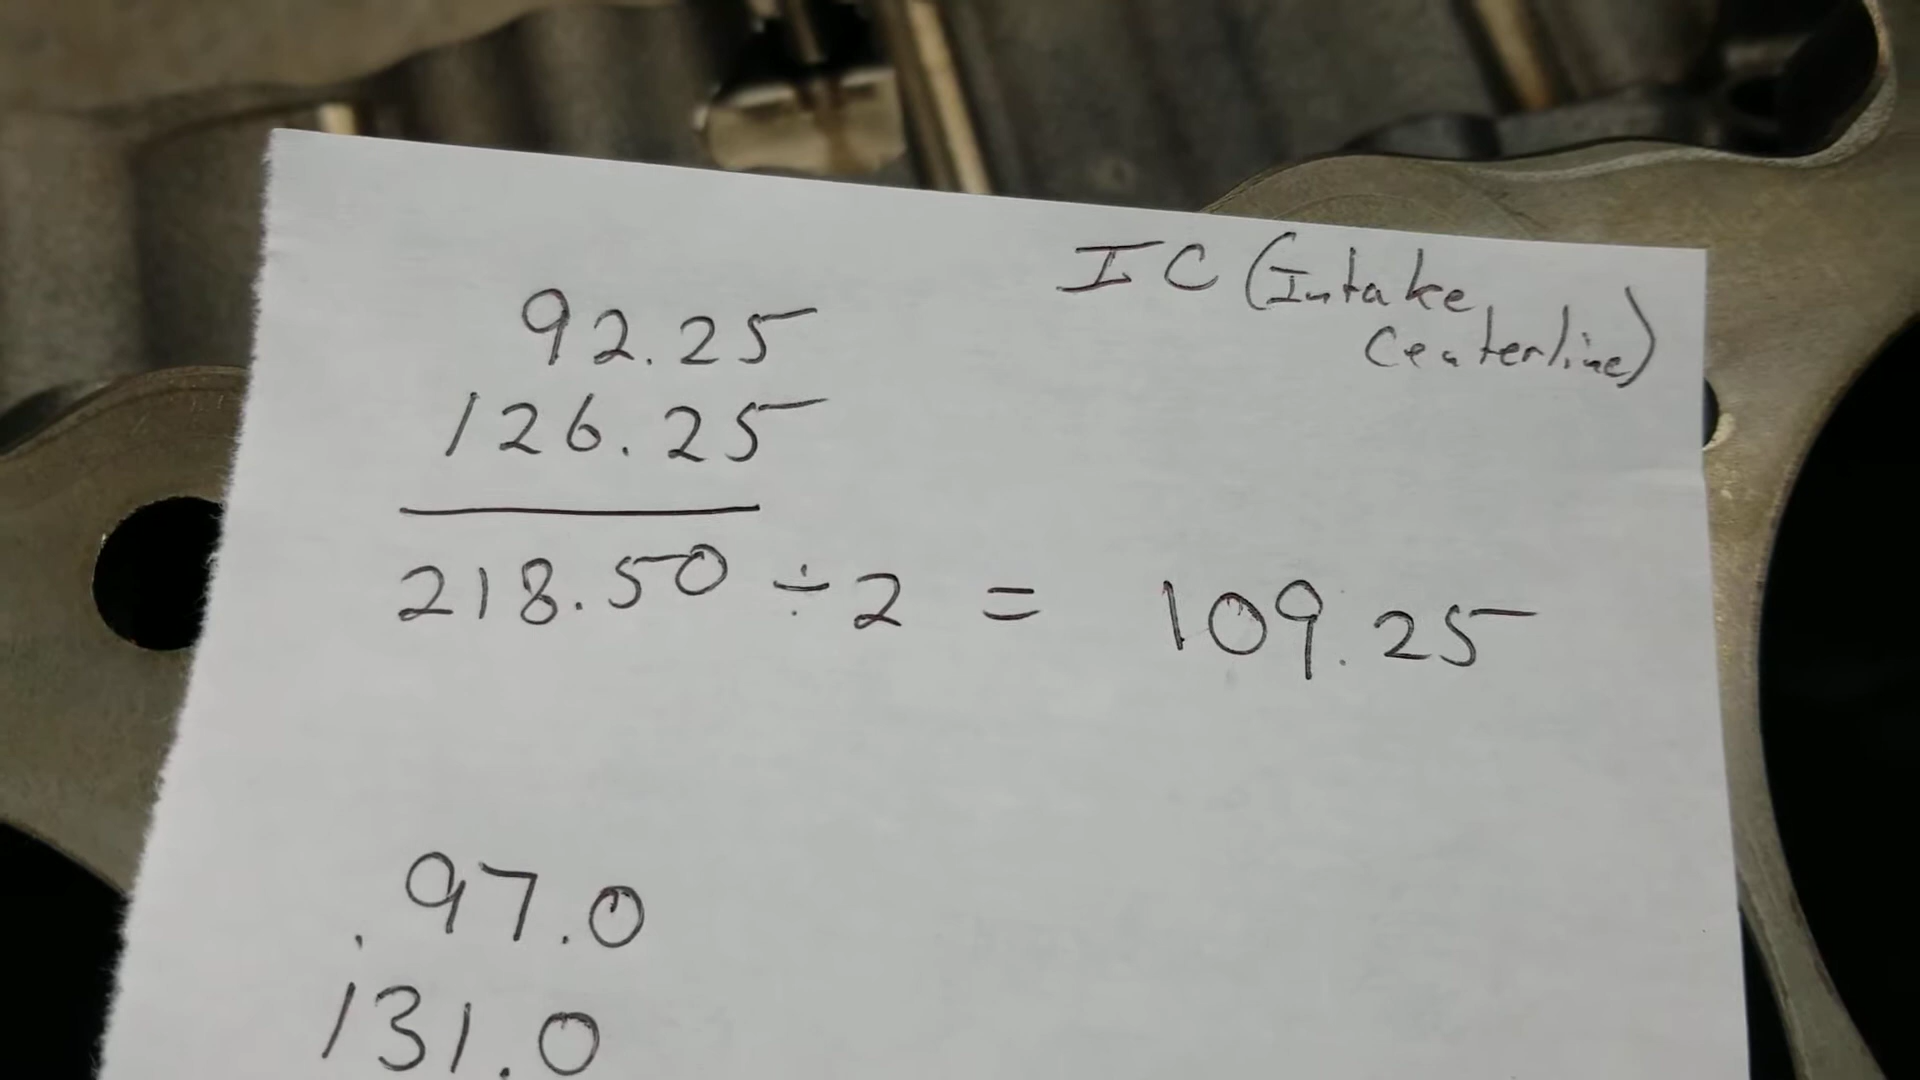 IC (Intake
Centerline)
92.25
126.25
218.50 ÷ 2 = 109.25
97.0
131.0